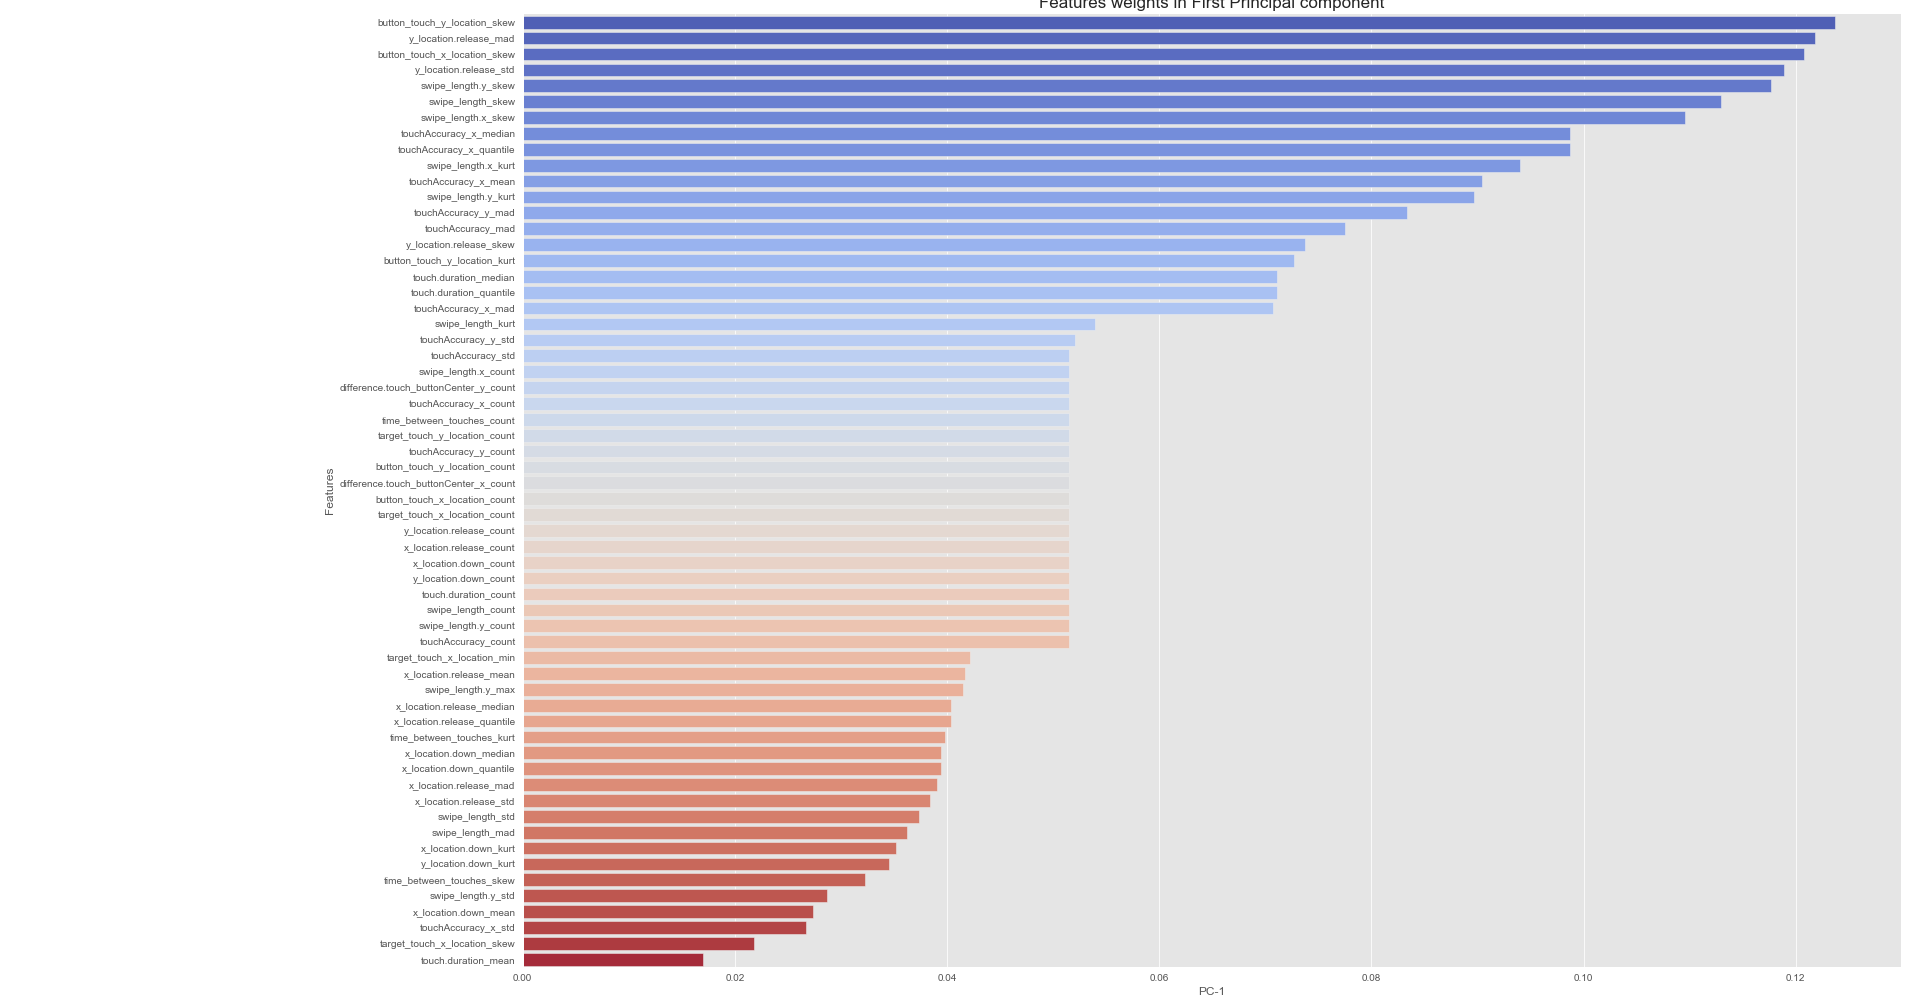 Features weights in First Principal component
button_touch_y_location_skew
y_location.release_mad
button_touch_x_location_skew
y_location.release_std
swipe_length.y_skew
swipe_length_skew
swipe_length.x_skew
touchAccuracy_x_median
touchAccuracy_x_quantile
swipe_length.x_kurt
touchAccuracy_x_mean
swipe_length.y_kurt
touchAccuracy_y_mad
touchAccuracy_mad
y_location.release_skew
button_touch_y_location_kurt
touch.duration_median
touch.duration_quantile
touchAccuracy_x_mad
swipe_length_kurt
touchAccuracy_y_std
touchAccuracy_std
swipe_length.x_count
difference.touch_buttonCenter_y_count
touchAccuracy_x_count
time_between_touches_count
target_touch_y_location_count
touchAccuracy_y_count
button_touch_y_location_count
difference.touch_buttonCenter_x_count
button_touch_x_location_count
target_touch_x_location_count
y_location.release_count
x_location.release_count
x_location.down_count
y_location.down_count
touch.duration_count
swipe_length_count
swipe_length.y_count
touchAccuracy_count
target_touch_x_location_min
x_location.release_mean
swipe_length.y_max
x_location.release_median
x_location.release_quantile
time_between_touches_kurt
x_location.down_median
x_location.down_quantile
x_location.release_mad
x_location.release_std
swipe_length_std
swipe_length_mad
x_location.down_kurt
y_location.down_kurt
time_between_touches_skew
swipe_length.y_std
x_location.down_mean
touchAccuracy_x_std
target_touch_x_location_skew
touch.duration_mean
Features
0.00 0.02 0.04 0.06 0.08 0.10 0.12
PC-1